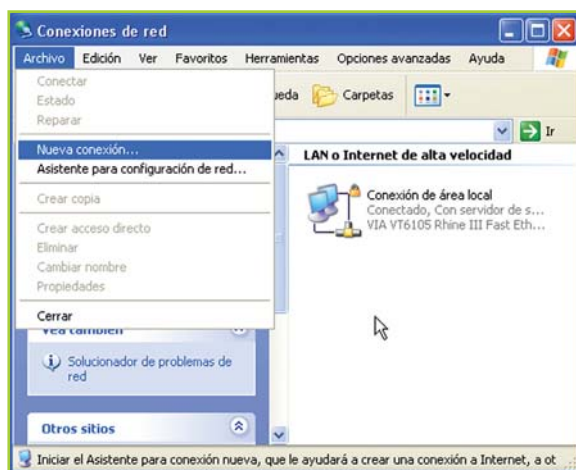 Conexiones de red
Archivo Edición Ver Favoritos Herramientas Opciones avanzadas Ayuda
Conectar
Estado
Reparar
Nueva conexión...
Asistente para configuración de red...
Crear copia
Crear acceso directo
Eliminar
Cambiar nombre
Propiedades
Cerrar
ueda Carpetas
Ir
LAN o Internet de alta velocidad
Conexión de área local
Conectado, Con servidor de s...
VIA VT6105 Rhine III Fast Eth...
Vea también
Solucionador de problemas de
red
Otros sitios
Iniciar el Asistente para conexión nueva, que le ayudará a crear una conexión a Internet, a ot